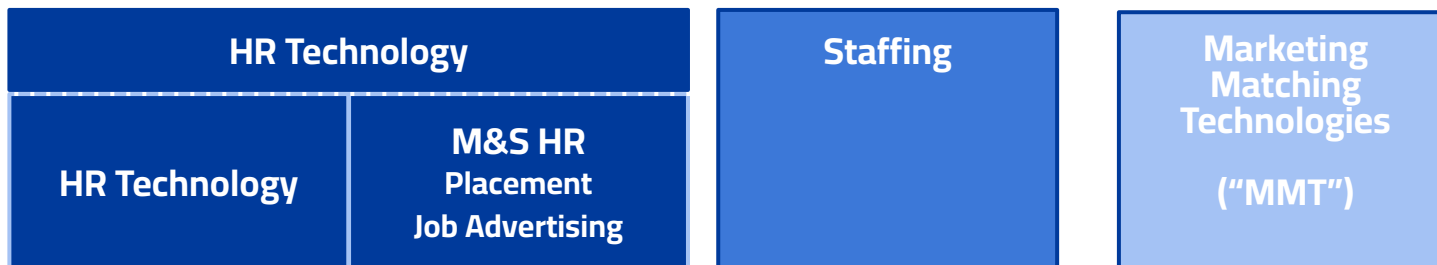 HR Technology
HR Technology
M&S HR
Placement
Job Advertising
Staffing
Marketing
Matching
Technologies
(“MMT”)